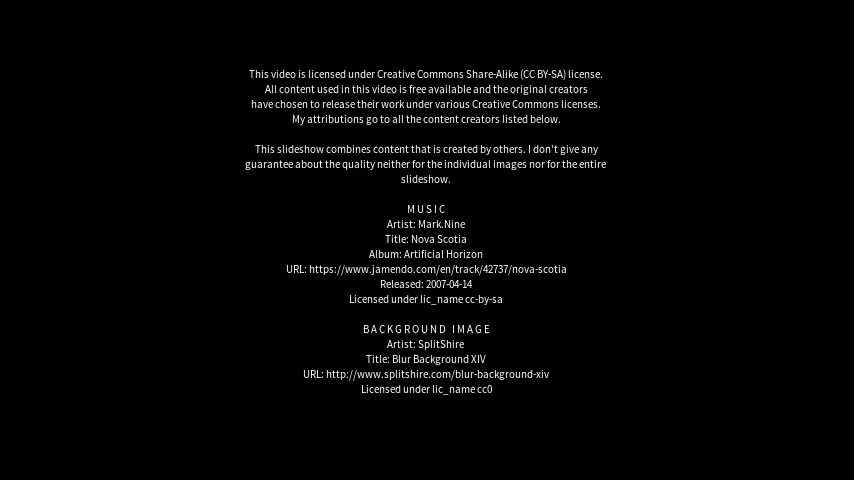 This video is licensed under Creative Commons Share-Alike (CC BY-SA) license.
All content used in this video is free available and the original creators
have chosen to release their work under various Creative Commons licenses.
My attributions go to all the content creators listed below.
This slideshow combines content that is created by others. I don't give any
guarantee about the quality neither for the individual images nor for the entire
slideshow.
MUSIC
Artist: Mark.Nine
Title: Nova Scotia
Album: Artificial Horizon
URL: https://www.jamendo.com/en/track/42737/nova-scotia
Released: 2007-04-14
Licensed under lic_name cc-by-sa
BACKGROUND IMAGE
Artist: SplitShire
Title: Blur Background XIV
URL: http://www.splitshire.com/blur-background-xiv
Licensed under lic_name cc0